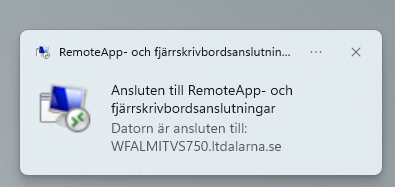 RemoteApp- och fjärrskrivbordsanslutnin...
Ansluten till RemoteApp- och
fjärrskrivbordsanslutningar
Datorn är ansluten till:
WFALMITVS750.ltdalarna.se